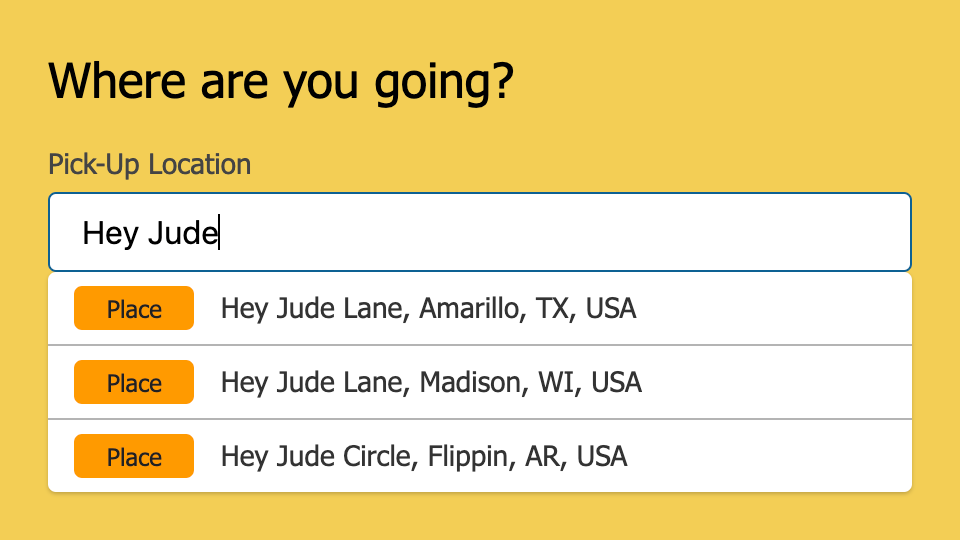 Where are you going?
Pick-Up Location
Hey Jude
Place Hey Jude Lane, Amarillo, TX, USA
Place Hey Jude Lane, Madison, WI, USA
Place Hey Jude Circle, Flippin, AR, USA